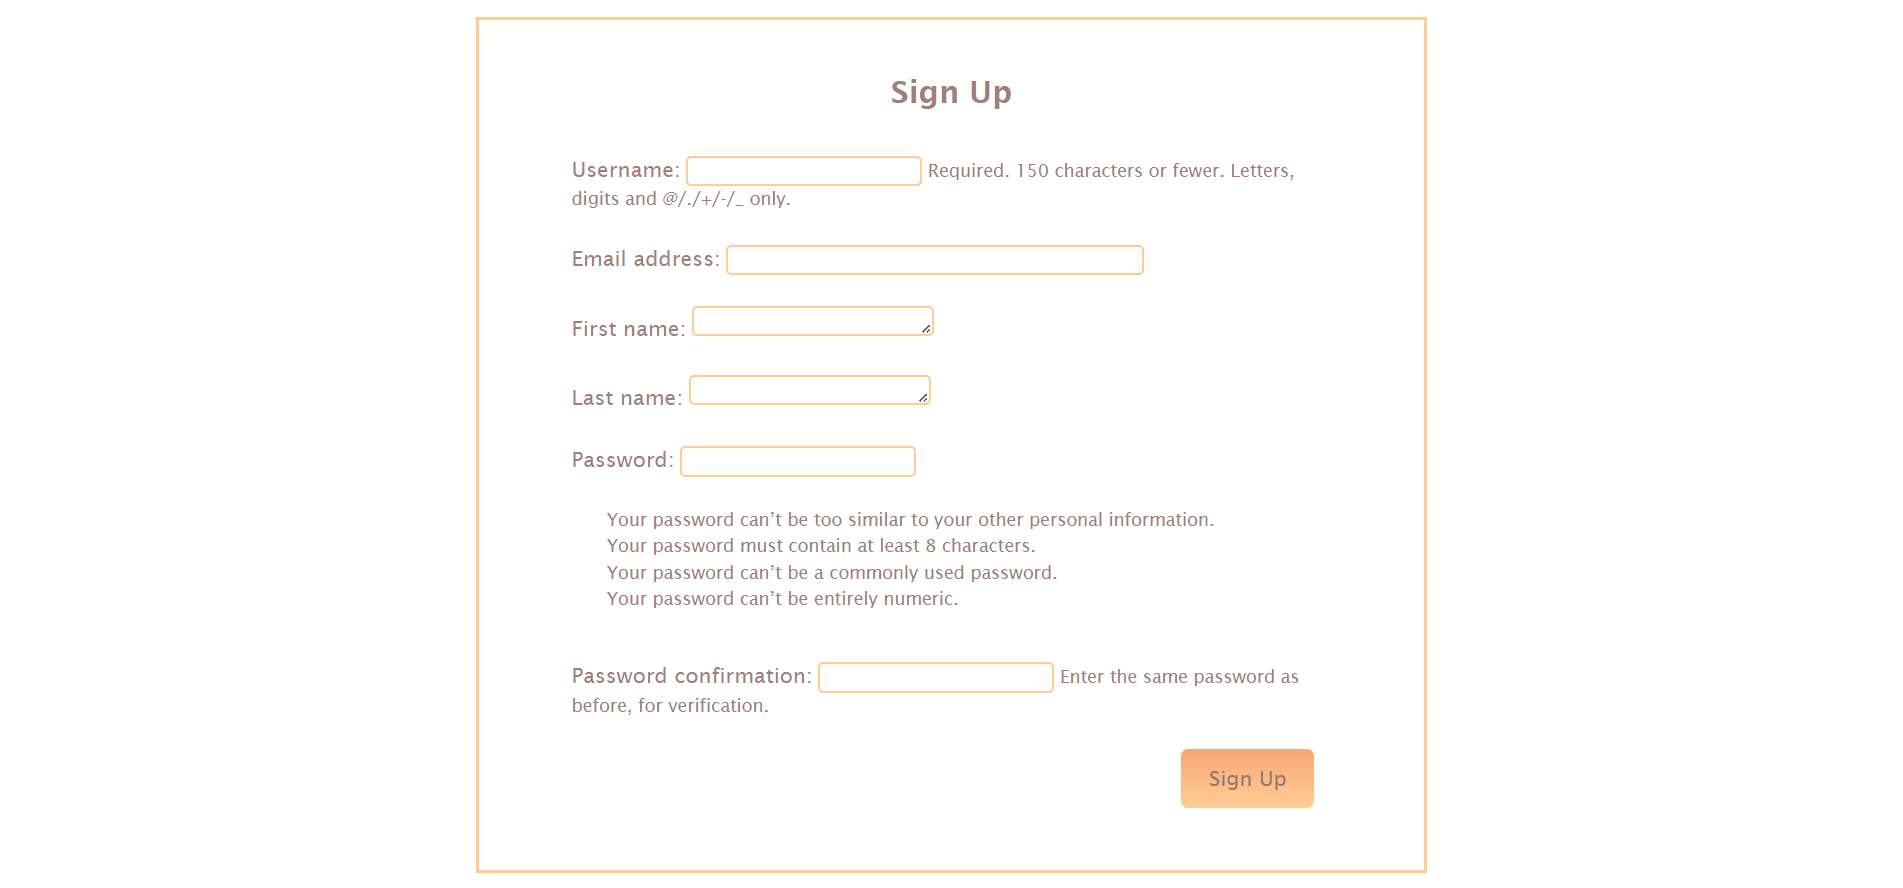 Sign Up
Username: Required. 150 characters or fewer. Letters,
digits and @/./+/-/_ only.
Email address:
First name:
Last name:
Password:
Your password can’t be too similar to your other personal information.
Your password must contain at least 8 characters.
Your password can’t be a commonly used password.
Your password can’t be entirely numeric.
Password confirmation: Enter the same password as
before, for verification.
Sign Up